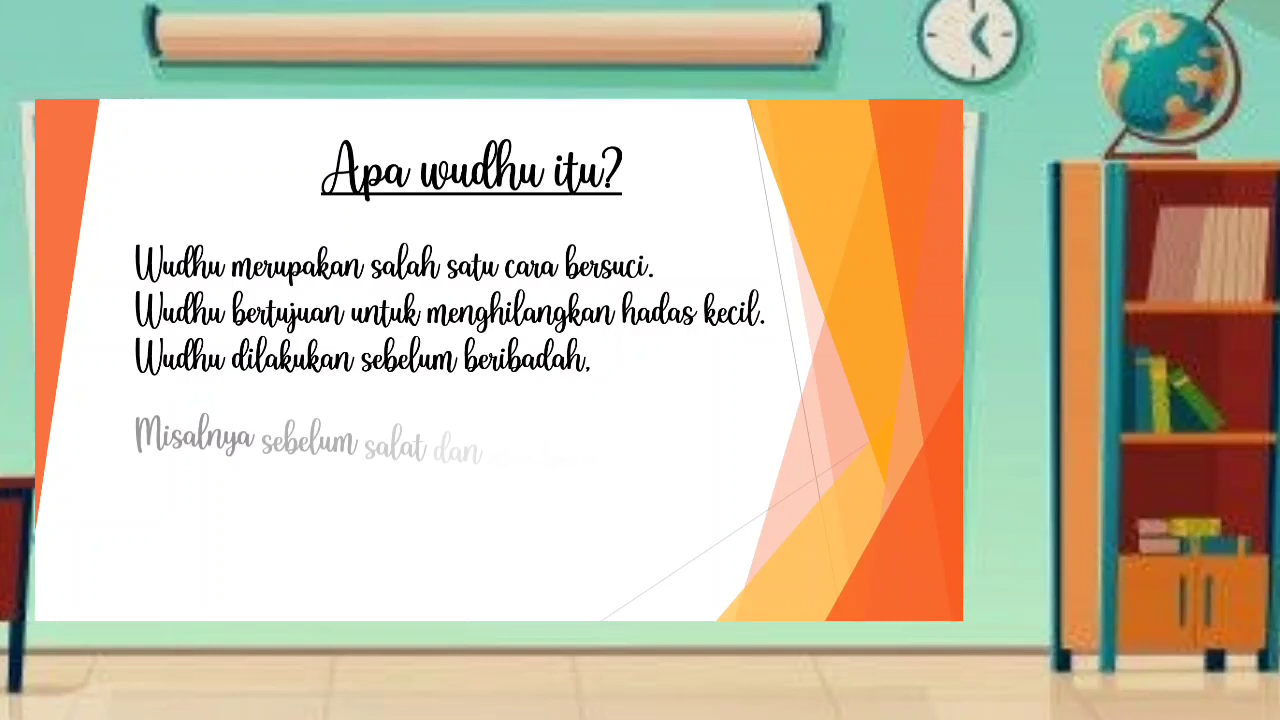 Apa wudhu itu?
Wudhu merupakan salah satu cara bersuci.
Wudhu bertujuan untuk menghilangkan hadas kecil.
Wudhu dilakukan sebelum beribadah,
Misalnya sebelum salat dan